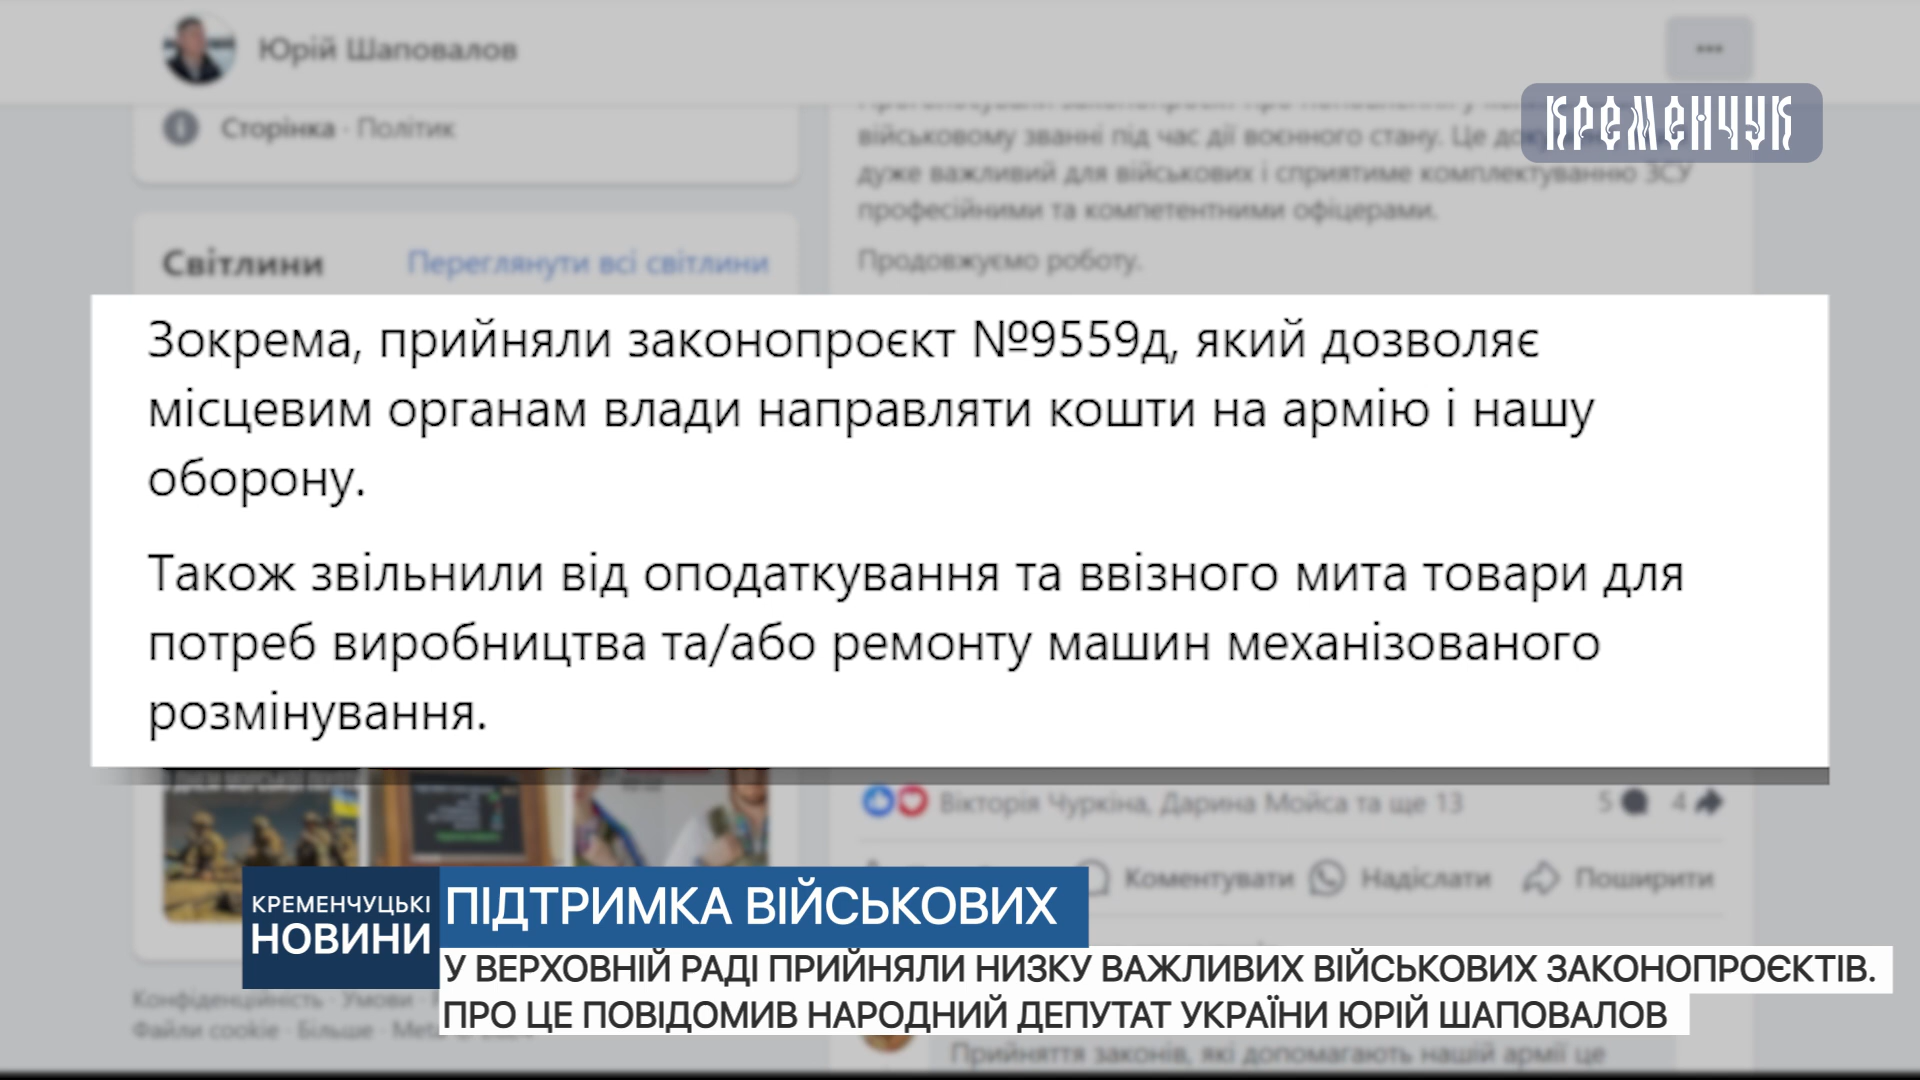 Юрій Шаповалов
КРЕМЕНЧУК
Сторінка · Політик
військовому званні під час дії воєнного стану. Це
дуже важливий для військових і сприятиме комплектуванню ЗСУ
професійними та компетентними офіцерами.
Світлини
Переглянути всі світлини
Продовжуємо роботу.
Зокрема, прийняли законопроєкт №9559д, який дозволяє
місцевим органам влади направляти кошти на армію і нашу
оборону.
Також звільнили від оподаткування та ввізного мита товари для
потреб виробництва та/або ремонту машин механізованого
розмінування.
Вікторія Чуркіна, Дарина Мойса та ще 13
5
4
Коментувати
Надіслати
Поширити
КРЕМЕНЧУЦЬКІ
НОВИНИ
ПІДТРИМКА ВІЙСЬКОВИХ
У ВЕРХОВНІЙ РАДІ ПРИЙНЯЛИ НИЗКУ ВАЖЛИВИХ ВІЙСЬКОВИХ ЗАКОНОПРОЄКТІВ.
ПРО ЦЕ ПОВІДОМИВ НАРОДНИЙ ДЕПУТАТ УКРАЇНИ ЮРІЙ ШАПОВАЛОВ
Конфіденційність · Умови
Файли cookie · Більше · Meta
Прийняття законів, які допомагають нашій армії це